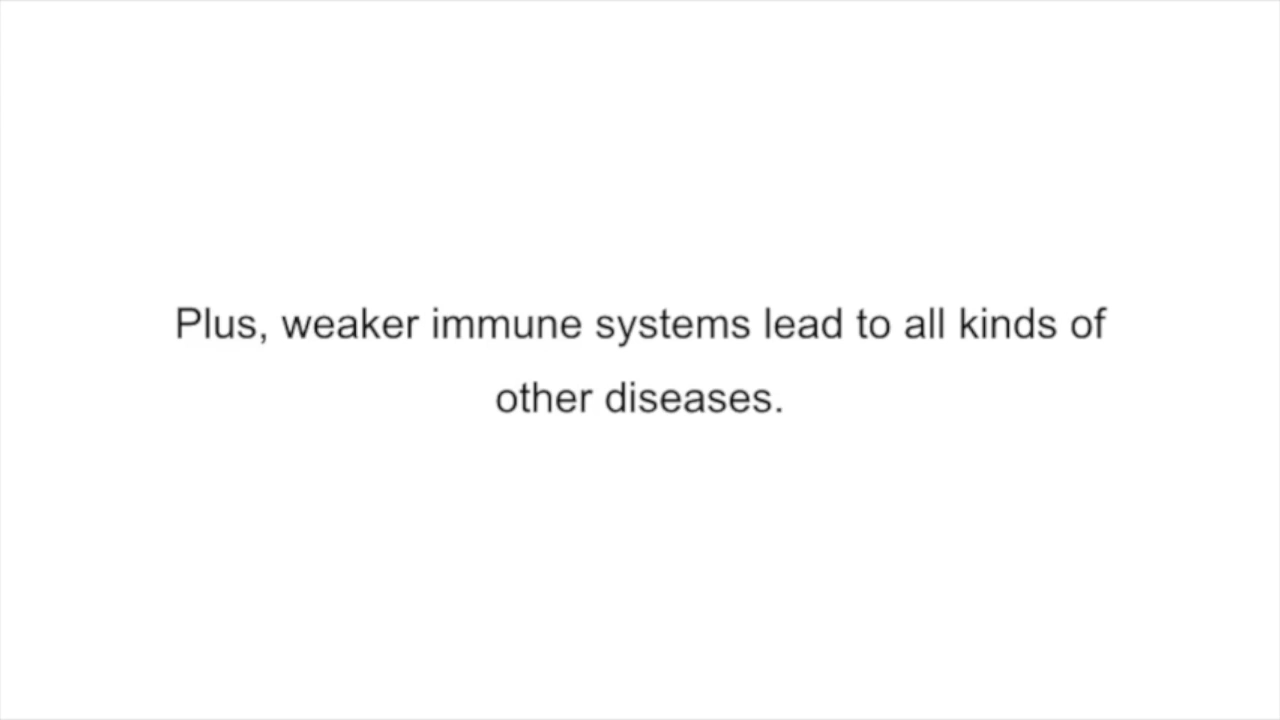 Plus, weaker immune systems lead to all kinds of
other diseases.